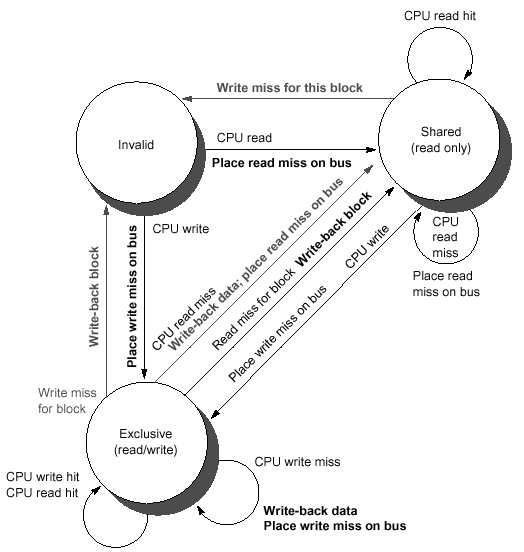 CPU read hit
Write miss for this block
Invalid
CPU read
Shared
(read only)
Place read miss on bus
CPU write
CPU
read
miss
Place read
miss on bus
Write-back block
Place write miss on bus
CPU read miss
Write-back data; place read miss on bus
Read miss for block Write-back block
CPU write
Place write miss on bus
Write miss
for block
Exclusive
(read/write)
CPU write hit
CPU read hit
CPU write miss
Write-back data
Place write miss on bus